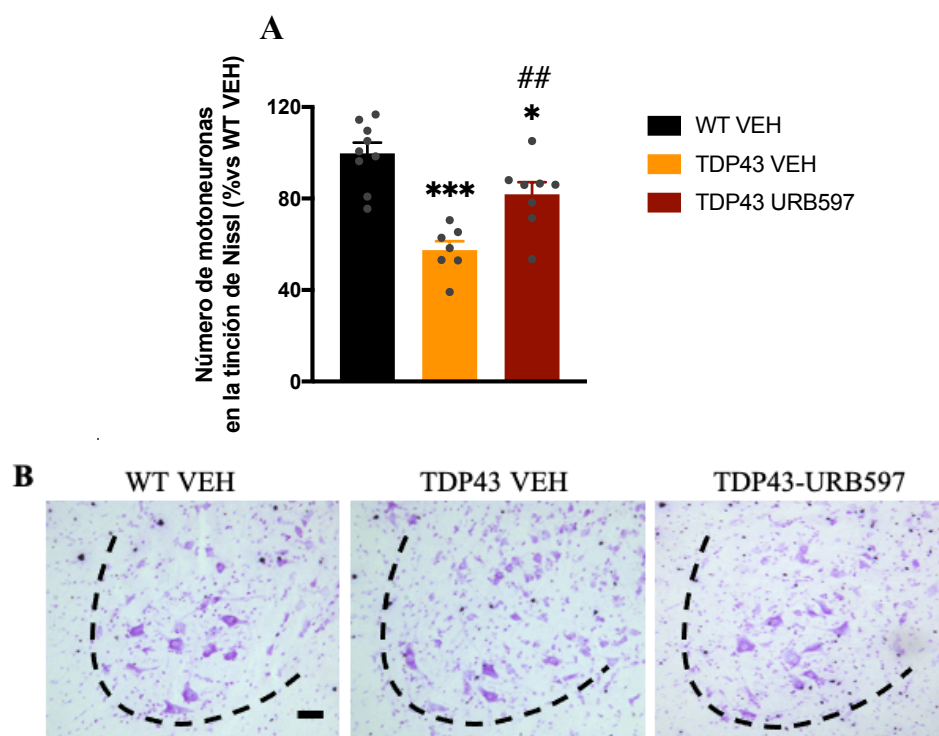 A
Número de motoneuronas
en la tinción de Nissl (%vs WT VEH)
120
80
40
0
***
##
*
WT VEH
TDP43 VEH
TDP43 URB597
B
WT VEH
TDP43 VEH
TDP43-URB597